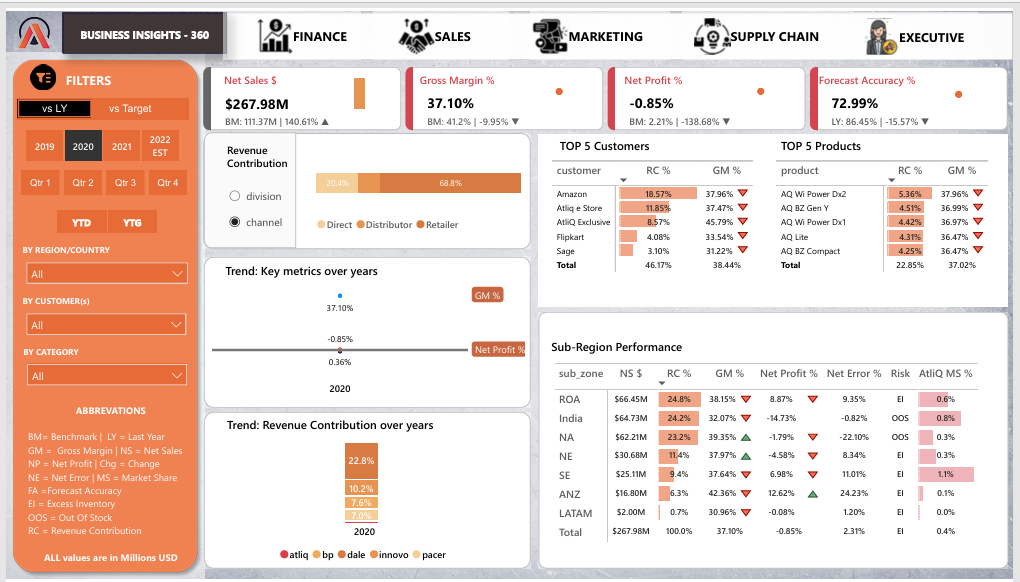 BUSINESS INSIGHTS - 360
FINANCE
SALES
MARKETING
SUPPLY CHAIN
EXECUTIVE
FILTERS
vs LY
vs Target
2019
2020
2021
2022 EST
Qtr 1
Qtr 2
Qtr 3
Qtr 4
YTD
YTG
BY REGION/COUNTRY
All
BY CUSTOMER(s)
All
BY CATEGORY
All
ABBREVATIONS
BM= Benchmark | LY = Last Year
GM = Gross Margin | NS = Net Sales
NP = Net Profit | Chg = Change
NE = Net Error | MS = Market Share
FA =Forecast Accuracy
EI = Excess Inventory
OOS = Out Of Stock
RC = Revenue Contribution
ALL values are in Millions USD
Net Sales $
$267.98M
BM: 111.37M | 140.61% ▲
Gross Margin %
37.10%
BM: 41.2% | -9.95% ▼
Net Profit %
-0.85%
BM: 2.21% | -138.68% ▼
Forecast Accuracy %
72.99%
LY: 86.45% | -15.57% ▼
Revenue
Contribution
division
channel
20.4%
68.8%
Direct Distributor Retailer
Trend: Key metrics over years
GM %
37.10%
-0.85%
Net Profit %
0.36%
2020
Trend: Revenue Contribution over years
22.8%
10.2%
7.6%
7.0%
2020
atliq bp dale innovo pacer
TOP 5 Customers
customer RC % GM %
Amazon 18.57% 37.96%
Atliq e Store 11.85% 37.47%
AtliQ Exclusive 8.57% 45.79%
Flipkart 4.08% 33.54%
Sage 3.10% 31.22%
Total 46.17% 38.44%
TOP 5 Products
product RC % GM %
AQ Wi Power Dx2 5.36% 37.96%
AQ BZ Gen Y 4.51% 36.99%
AQ Wi Power Dx1 4.42% 36.97%
AQ Lite 4.31% 36.47%
AQ BZ Compact 4.25% 36.47%
Total 22.85% 37.02%
Sub-Region Performance
sub_zone NS $ RC % GM % Net Profit % Net Error % Risk AtliQ MS %
ROA $66.45M 24.8% 38.15% 8.87% 9.35% EI 0.6%
India $64.73M 24.2% 32.07% -14.73% -0.82% OOS 0.8%
NA $62.21M 23.2% 39.35% -1.79% -22.10% OOS 0.3%
NE $30.68M 11.4% 37.97% -4.58% 8.34% EI 0.3%
SE $25.11M 9.4% 37.64% 6.98% 11.01% EI 1.1%
ANZ $16.80M 6.3% 42.36% 12.62% 24.23% EI 0.1%
LATAM $2.00M 0.7% 30.96% -0.08% 1.20% EI 0.0%
Total $267.98M 100.0% 37.10% -0.85% 2.31% EI 0.4%